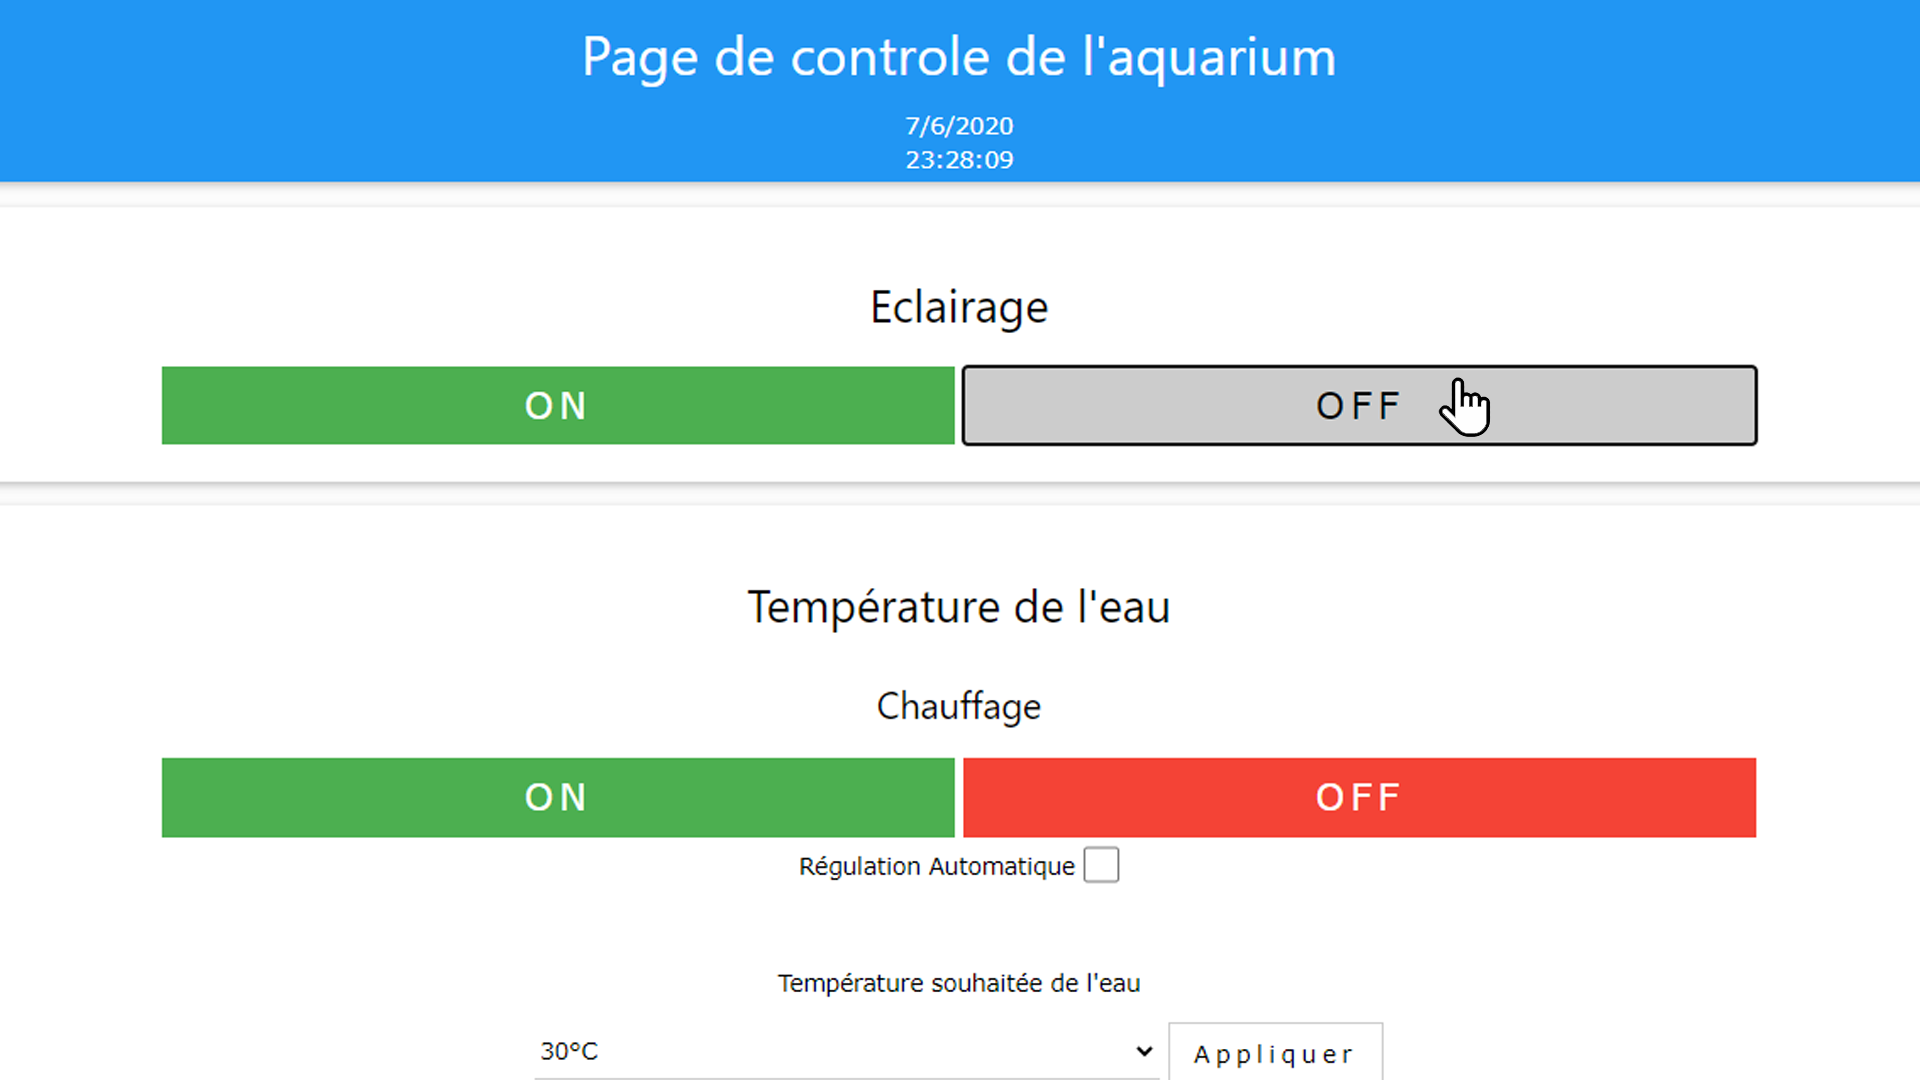 Page de controle de l'aquarium
7/6/2020
23:28:09
Eclairage
ON OFF
Température de l'eau
Chauffage
ON OFF
Régulation Automatique
Température souhaitée de l'eau
30°C Appliquer